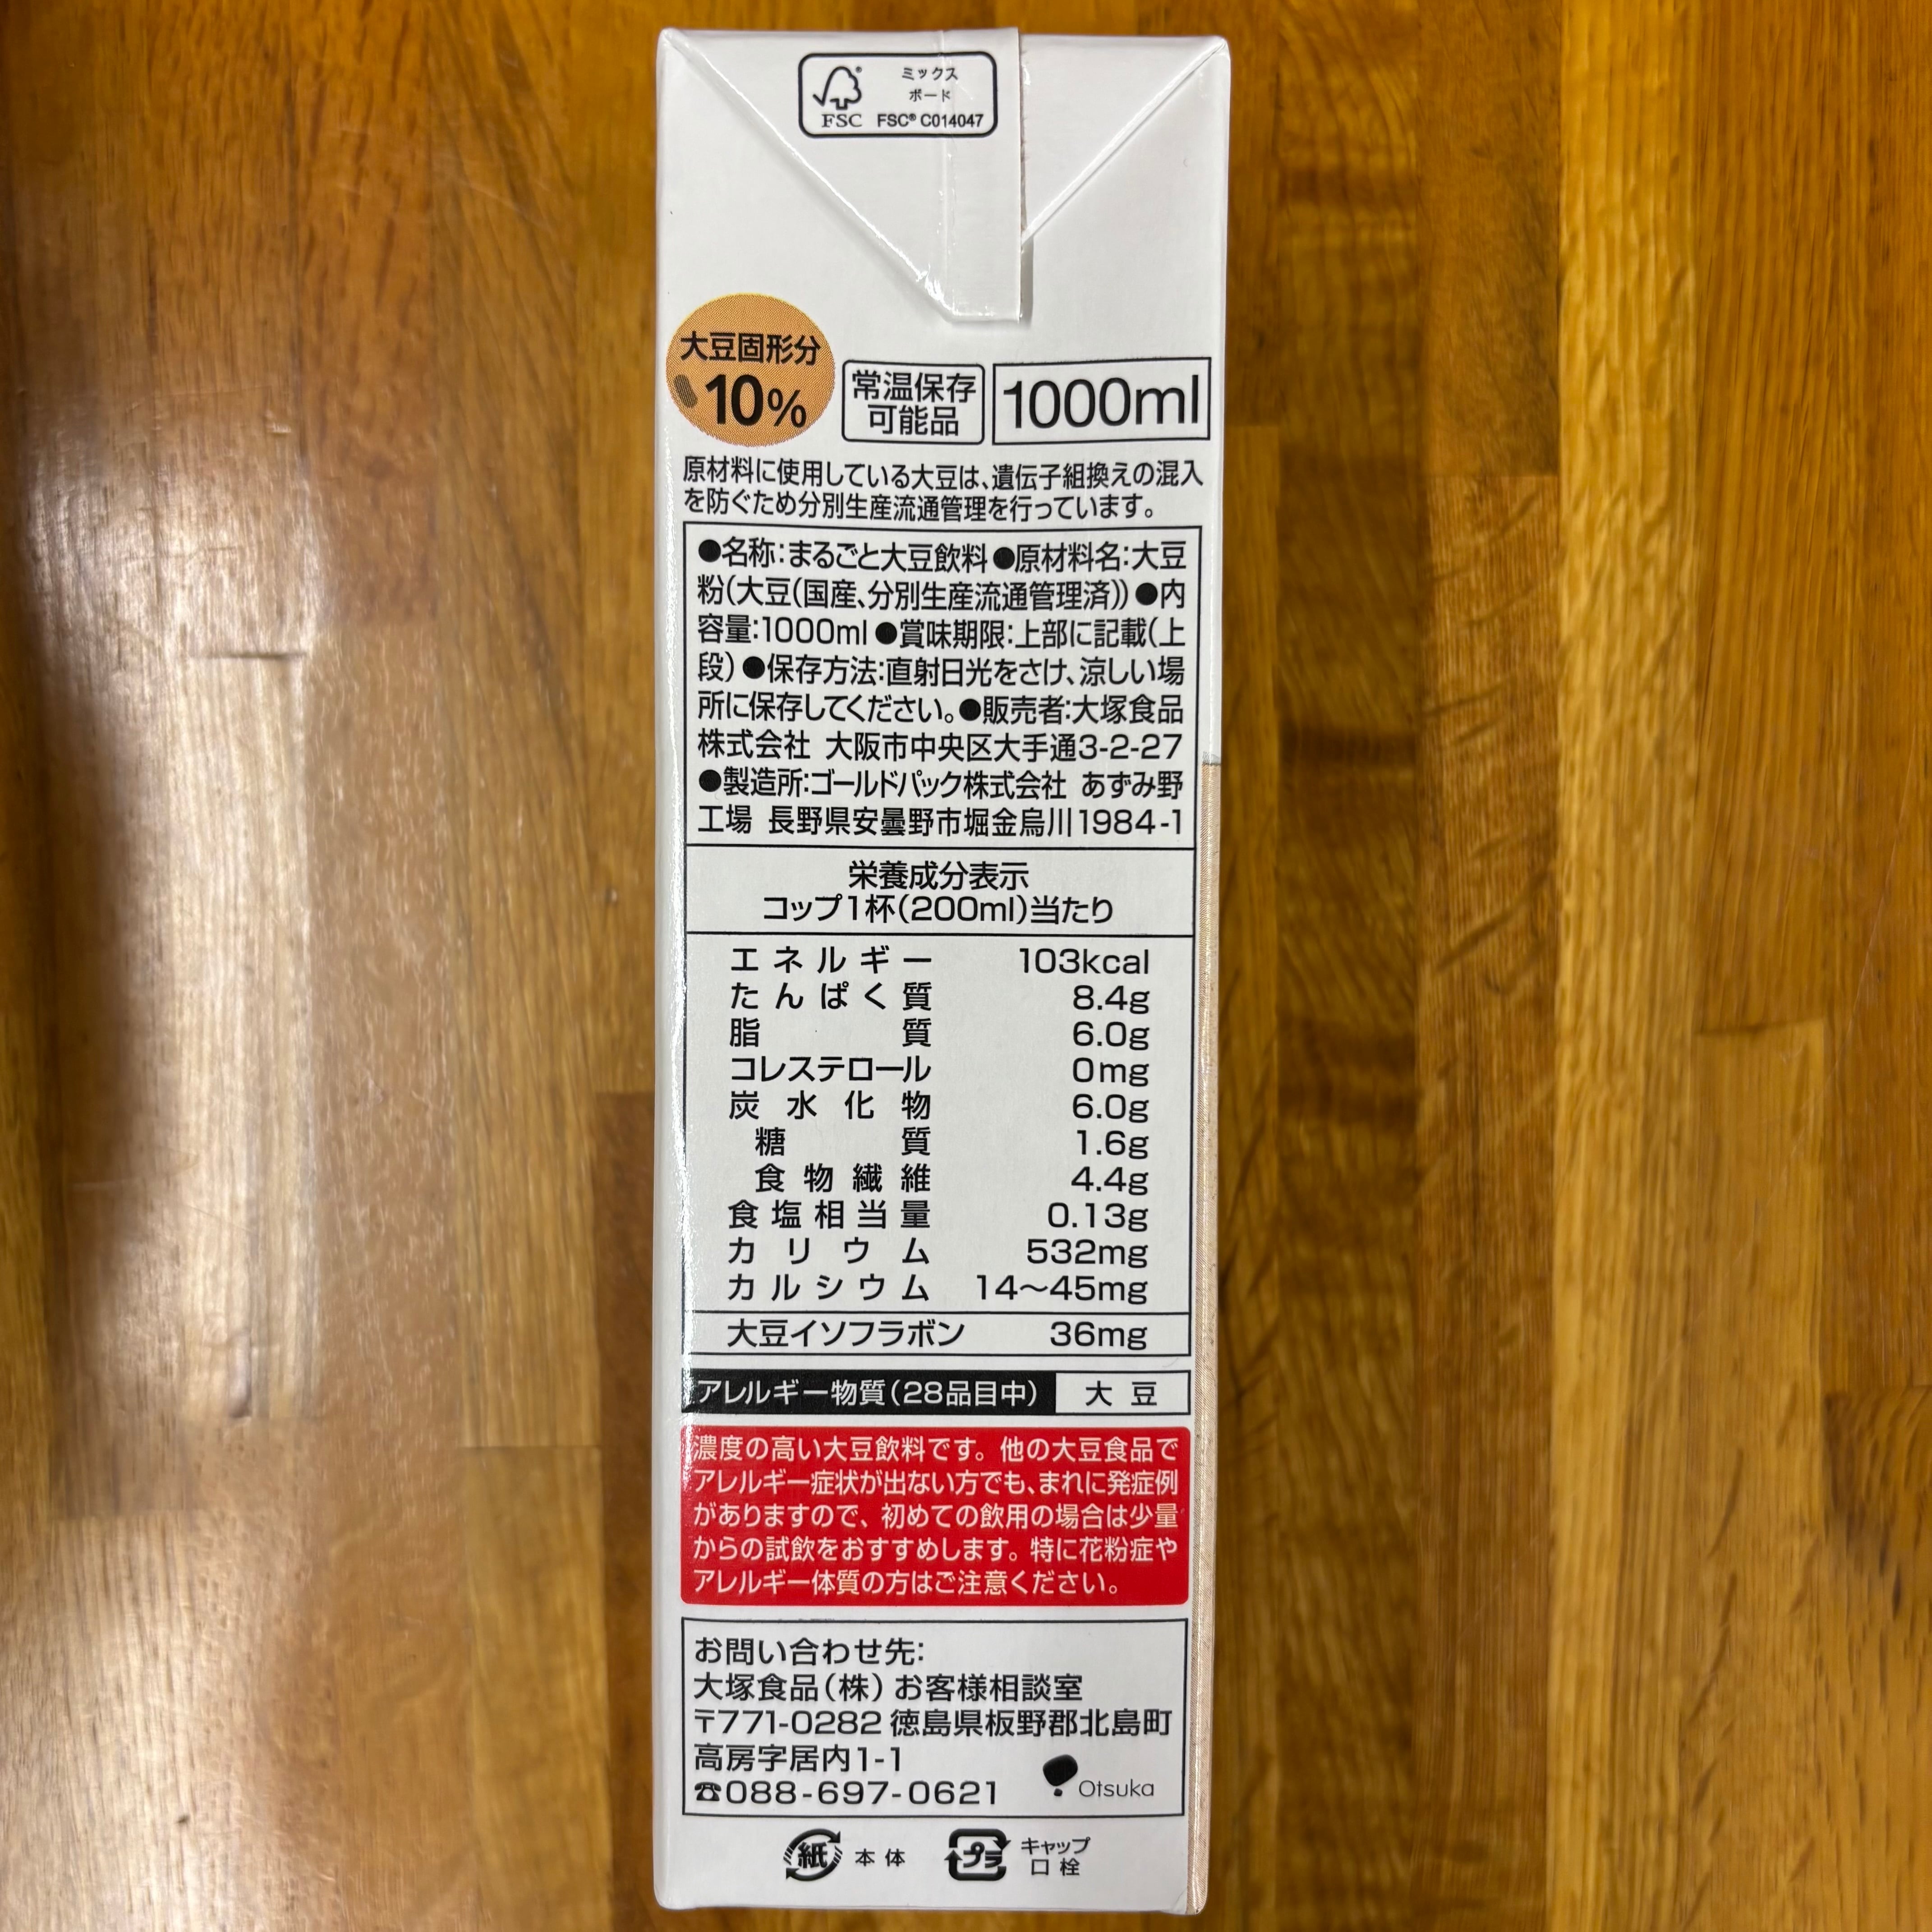 ミックス
ボード
FSC FSC® C014047
大豆固形分
10%
常温保存
可能品
1000ml
原材料に使用している大豆は、遺伝子組換えの混入
を防ぐため分別生産流通管理を行っています。
●名称:まるごと大豆飲料●原材料名:大豆
粉(大豆(国産、分別生産流通管理済))●内
容量:1000ml●賞味期限:上部に記載(上
段)●保存方法:直射日光をさけ、涼しい場
所に保存してください。●販売者:大塚食品
株式会社 大阪市中央区大手通3-2-27
●製造所:ゴールドパック株式会社 あずみ野
工場 長野県安曇野市堀金烏川1984-1
栄養成分表示
コップ1杯(200ml)当たり
エネルギー 103kcal
たんぱく質 8.4g
脂質 6.0g
コレステロール 0mg
炭水化物 6.0g
糖質 1.6g
食物繊維 4.4g
食塩相当量 0.13g
カリウム 532mg
カルシウム 14〜45mg
大豆イソフラボン 36mg
アレルギー物質(28品目中) 大豆
濃度の高い大豆飲料です。他の大豆食品で
アレルギー症状が出ない方でも、まれに発症例
がありますので、初めての飲用の場合は少量
からの試飲をおすすめします。特に花粉症や
アレルギー体質の方はご注意ください。
お問い合わせ先:
大塚食品(株)お客様相談室
〒771-0282 徳島県板野郡北島町
高房字居内1-1
☎088-697-0621
Otsuka
紙 本体
プラ キャップ
口栓